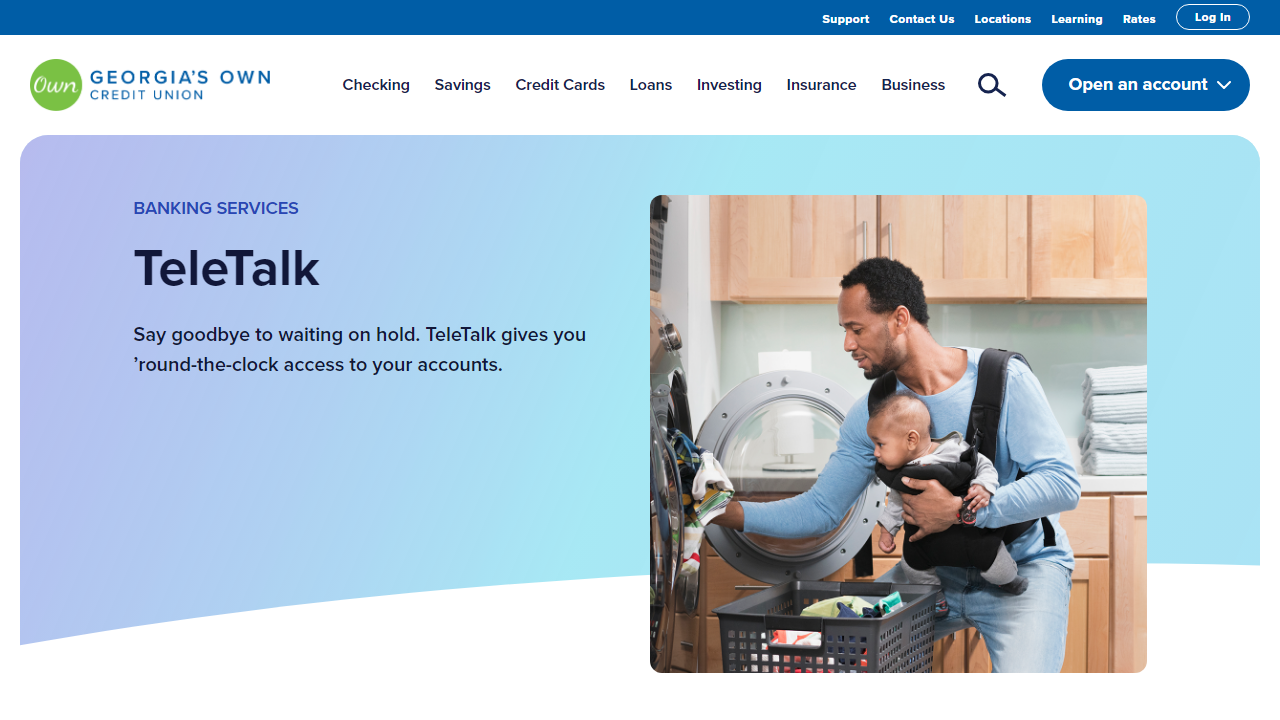 Support Contact Us Locations Learning Rates Log In
Own GEORGIA'S OWN
CREDIT UNION
Checking Savings Credit Cards Loans Investing Insurance Business Open an account
BANKING SERVICES
TeleTalk
Say goodbye to waiting on hold. TeleTalk gives you
’round-the-clock access to your accounts.